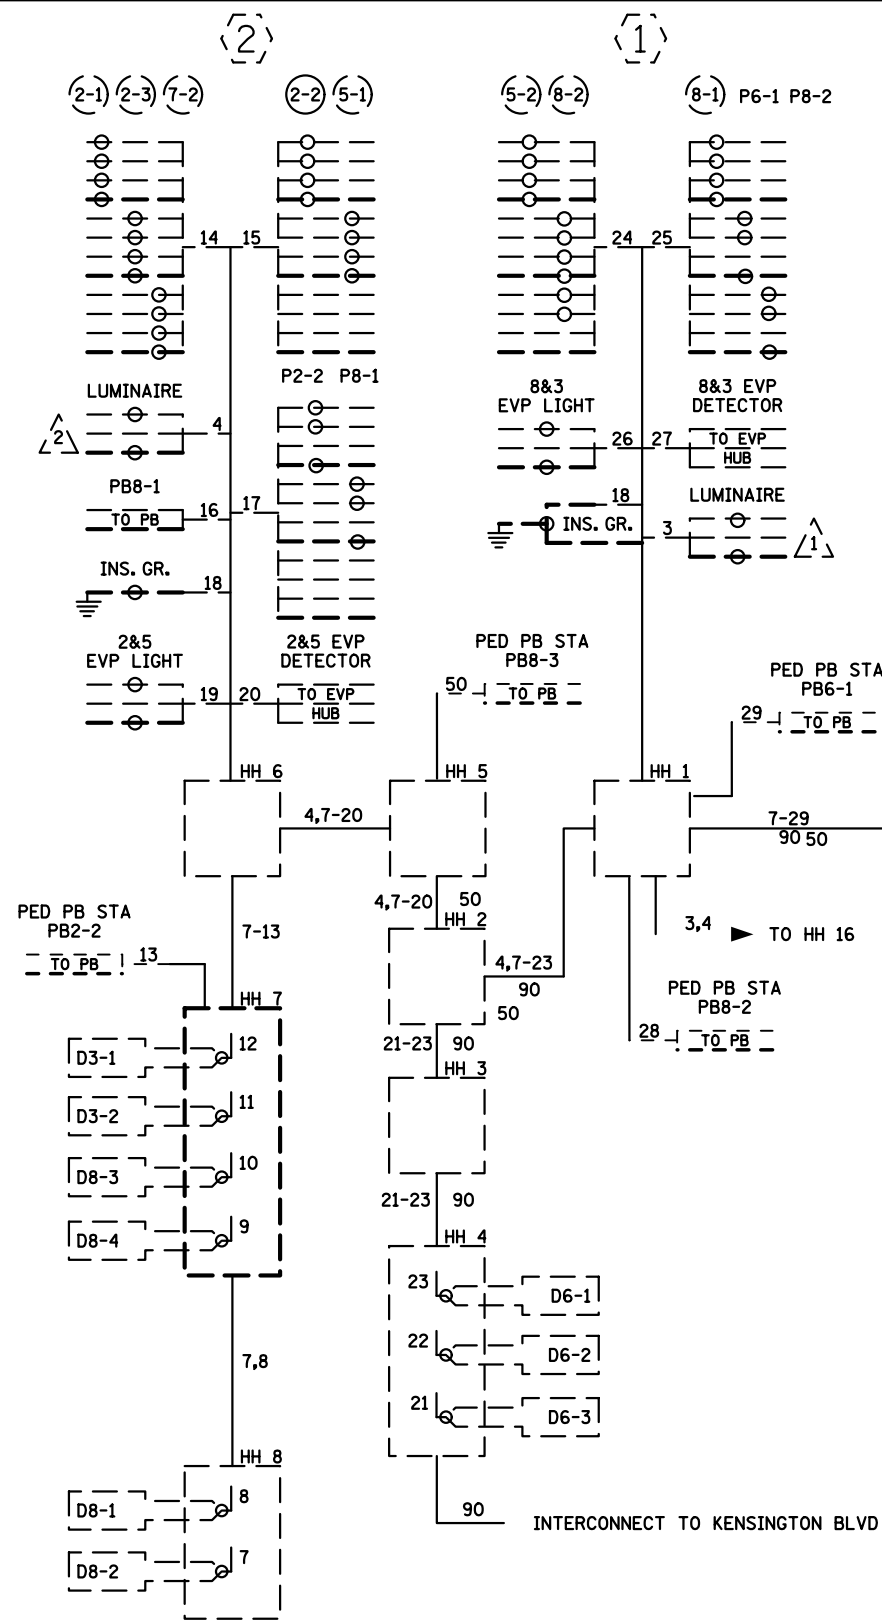 2 1
2-1 2-3 7-2 2-2 5-1 5-2 8-2 8-1 P6-1 P8-2
14 15 24 25
P2-2 P8-1
LUMINAIRE
2
4
8&3
EVP LIGHT
8&3 EVP
DETECTOR
26 27
TO EVP
HUB
PB8-1
TO PB
16
17
18
INS. GR.
LUMINAIRE
3
1
INS. GR.
18
2&5
EVP LIGHT
2&5 EVP
DETECTOR
19 20
TO EVP
HUB
PED PB STA
PB8-3
50
TO PB
PED PB STA
PB6-1
29
TO PB
HH 6
HH 5
HH 1
4,7-20
7-29
90 50
4,7-20 50
HH 2
PED PB STA
PB2-2
TO PB
13
7-13
4,7-23
90
50
3,4
TO HH 16
PED PB STA
PB8-2
28
TO PB
HH 7
D3-1
12
D3-2
11
D8-3
10
D8-4
9
21-23 90
HH 3
21-23 90
HH 4
23
D6-1
22
D6-2
21
D6-3
7,8
HH 8
D8-1
8
D8-2
7
90
INTERCONNECT TO KENSINGTON BLVD